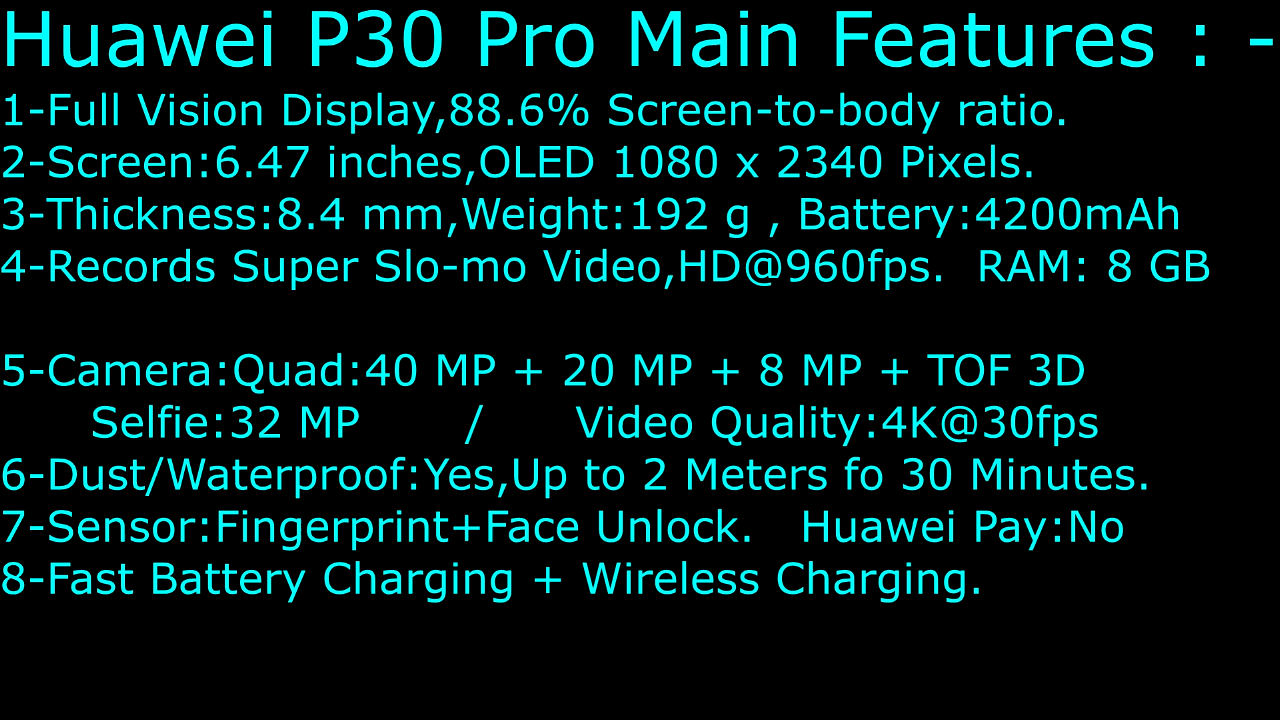 Huawei P30 Pro Main Features : -
1-Full Vision Display,88.6% Screen-to-body ratio.
2-Screen:6.47 inches,OLED 1080 x 2340 Pixels.
3-Thickness:8.4 mm,Weight:192 g , Battery:4200mAh
4-Records Super Slo-mo Video,HD@960fps.  RAM: 8 GB
5-Camera:Quad:40 MP + 20 MP + 8 MP + TOF 3D
Selfie:32 MP / Video Quality:4K@30fps
6-Dust/Waterproof:Yes,Up to 2 Meters fo 30 Minutes.
7-Sensor:Fingerprint+Face Unlock.  Huawei Pay:No
8-Fast Battery Charging + Wireless Charging.